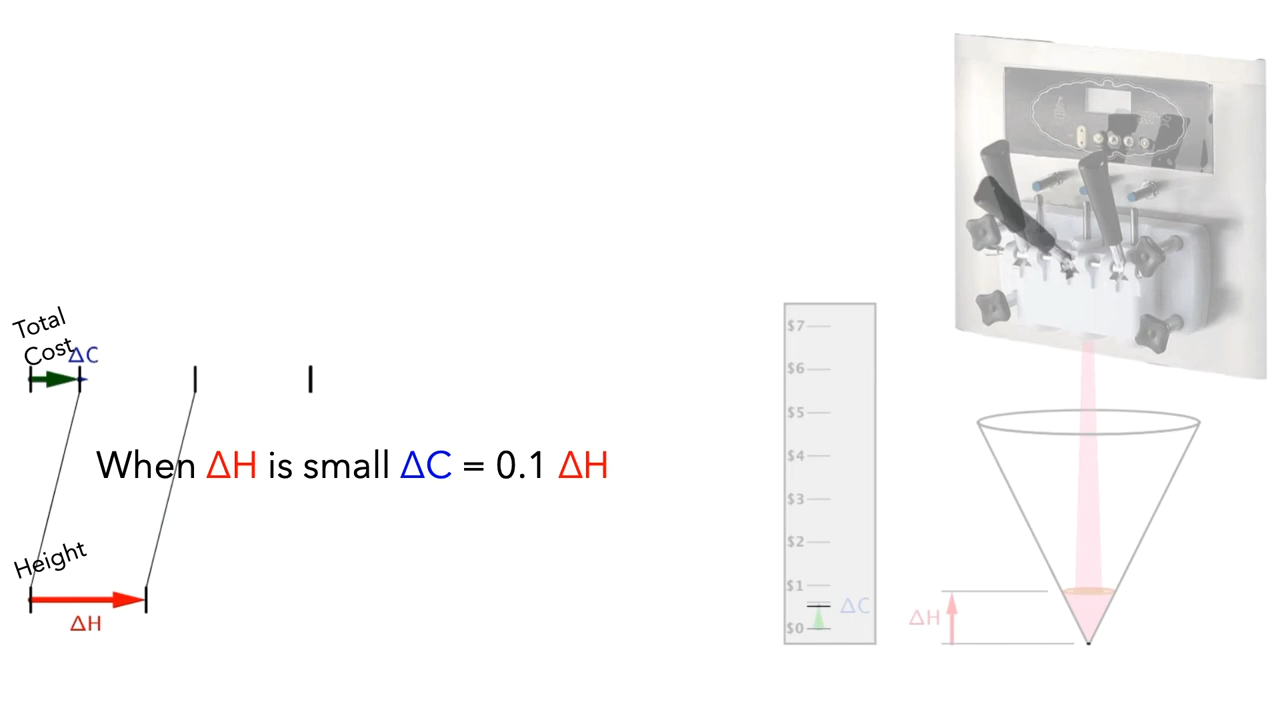 Total
Cost
ΔC
When ΔH is small ΔC = 0.1 ΔH
Height
ΔH
$7
$6
$5
$4
$3
$2
$1
$0
ΔC
ΔH